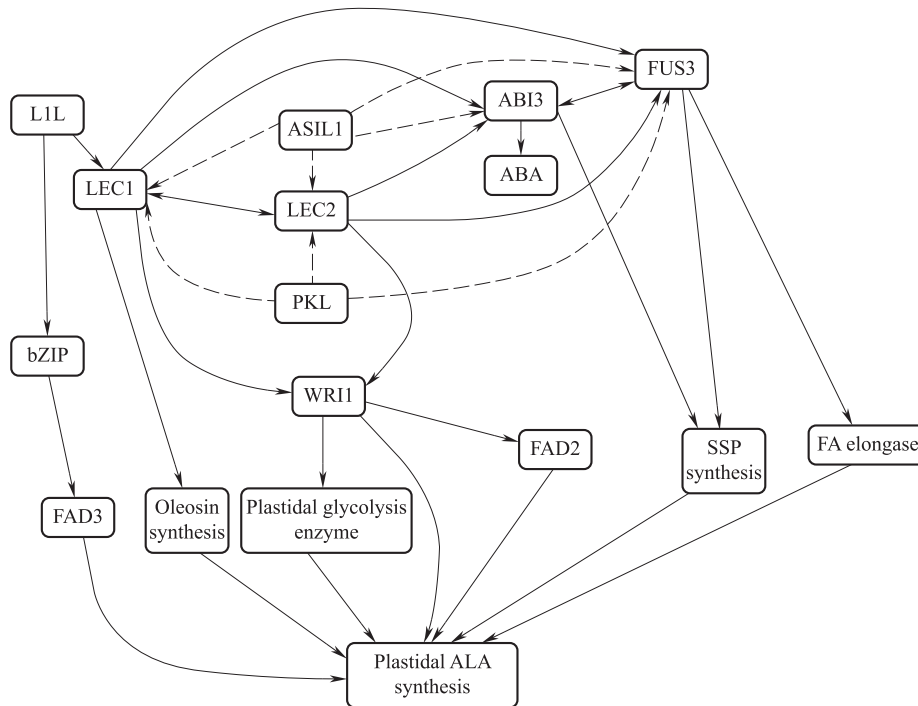 FUS3
ABI3
L1L
ASIL1
ABA
LEC1
LEC2
PKL
bZIP
WRI1
FAD2
SSP
synthesis
FA elongase
FAD3
Oleosin
synthesis
Plastidal glycolysis
enzyme
Plastidal ALA
synthesis